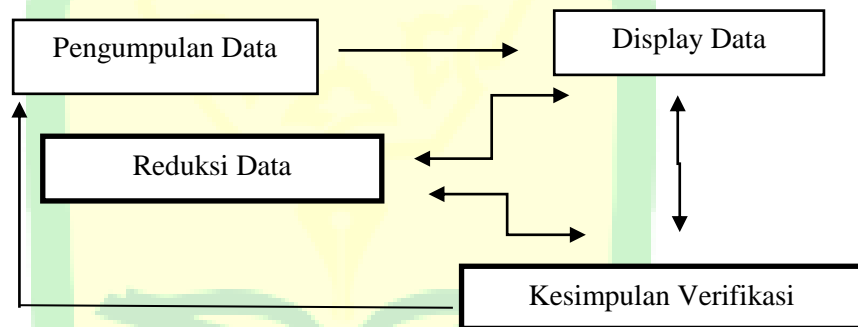 Pengumpulan Data
Display Data
Reduksi Data
Kesimpulan Verifikasi